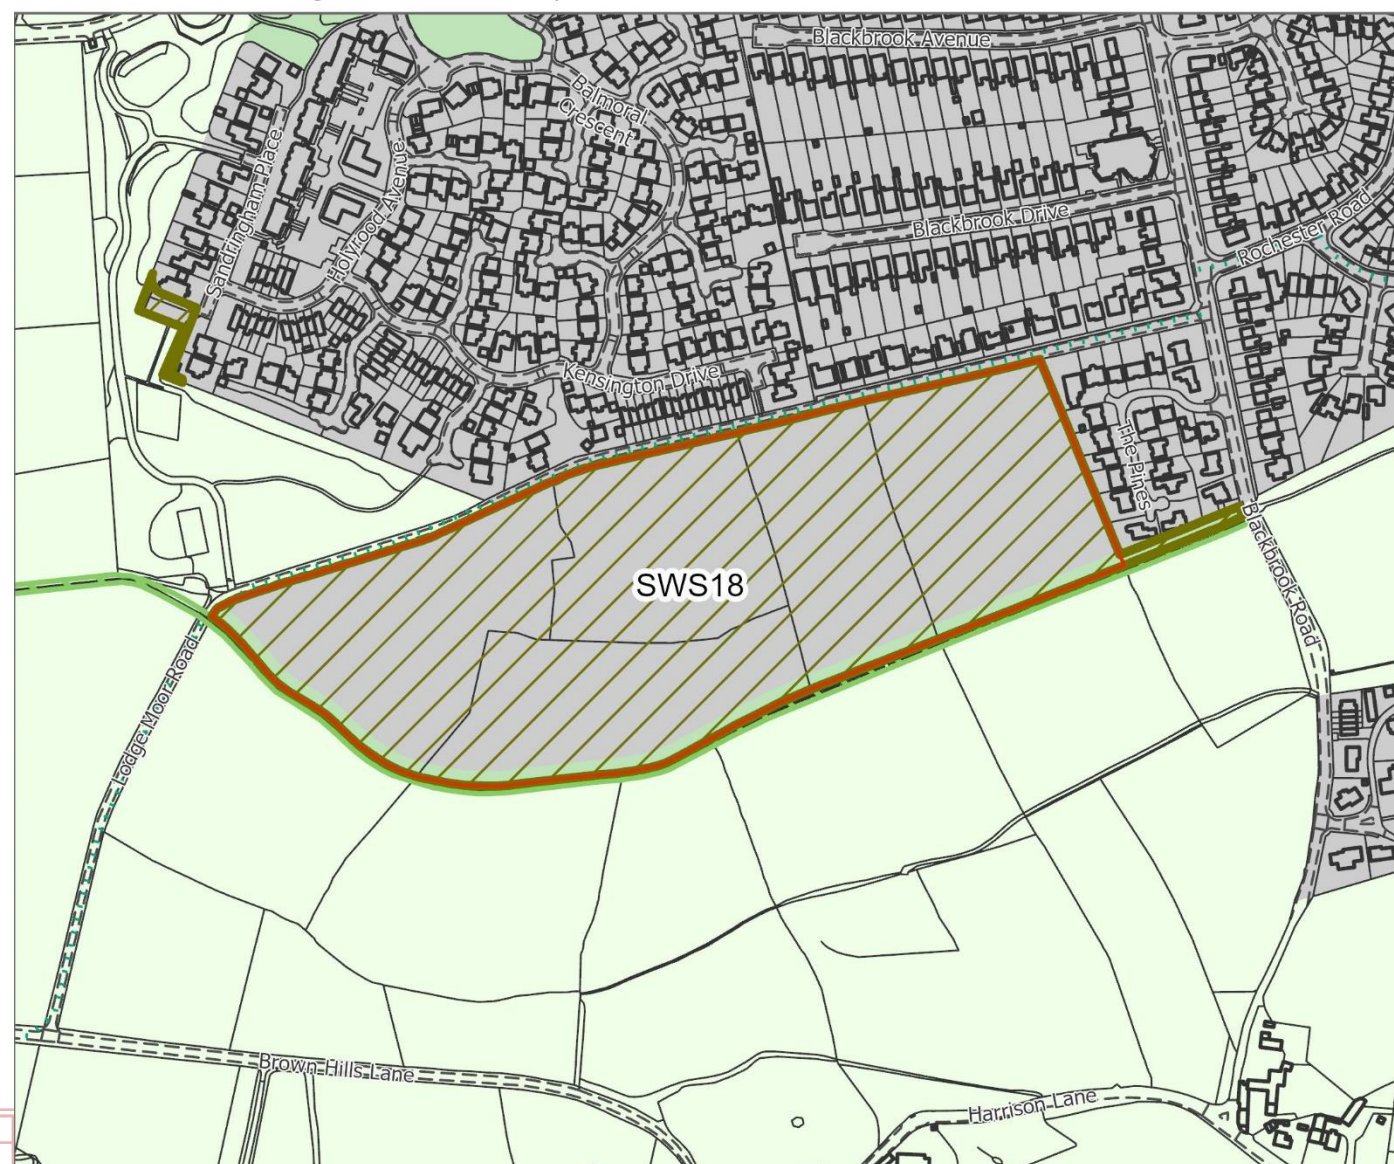 Blackbrook Avenue
Balmoral
Crescent
Sandringham Place
Holyrood Avenue
Blackbrook Drive
Rochester Road
Kensington Drive
The Pines
SWS18
Blackbrook Road
Lodge Moor Road
Brown Hills Lane
Harrison Lane